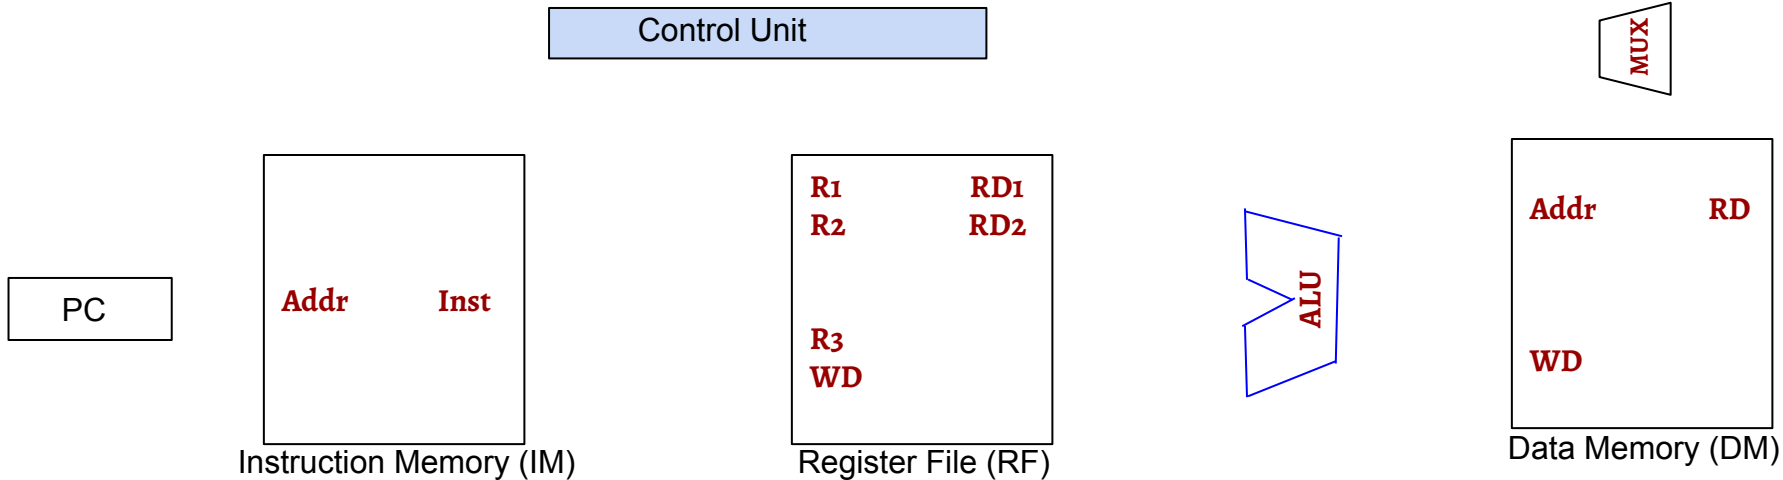 Control Unit
MUX
PC
Addr Inst
Instruction Memory (IM)
R1 RD1
R2 RD2
R3
WD
Register File (RF)
ALU
Addr RD
WD
Data Memory (DM)